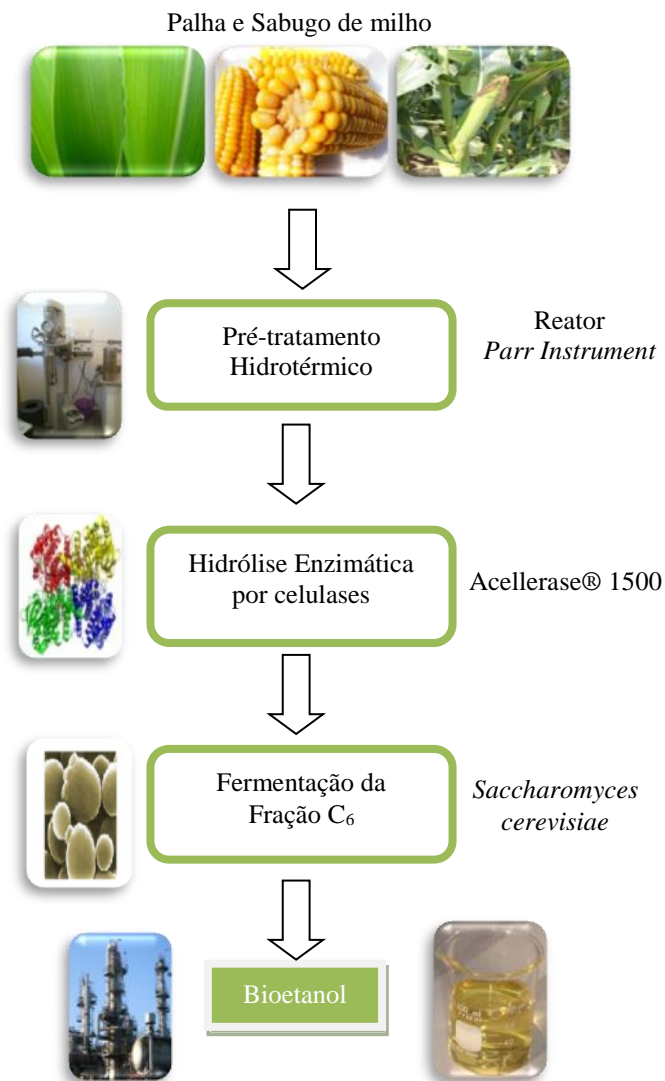 Palha e Sabugo de milho
Pré-tratamento
Hidrotérmico
Reator
Parr Instrument
Hidrólise Enzimática
por celulases
Acellerase® 1500
Fermentação da
Fração C₆
Saccharomyces
cerevisiae
Bioetanol